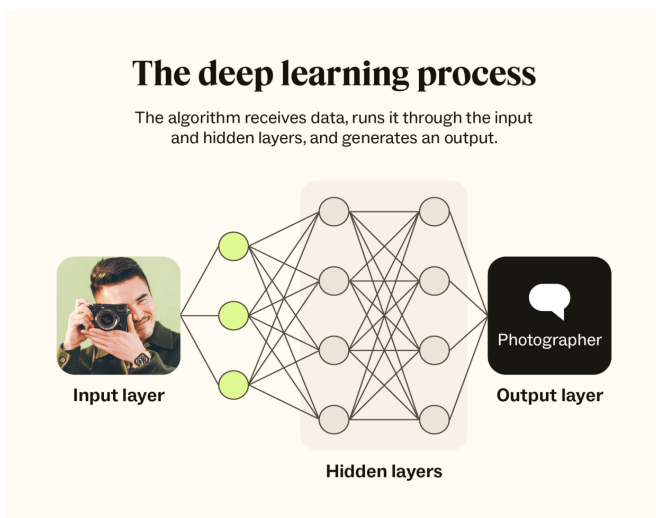 The deep learning process
The algorithm receives data, runs it through the input
and hidden layers, and generates an output.
Photographer
Input layer
Output layer
Hidden layers